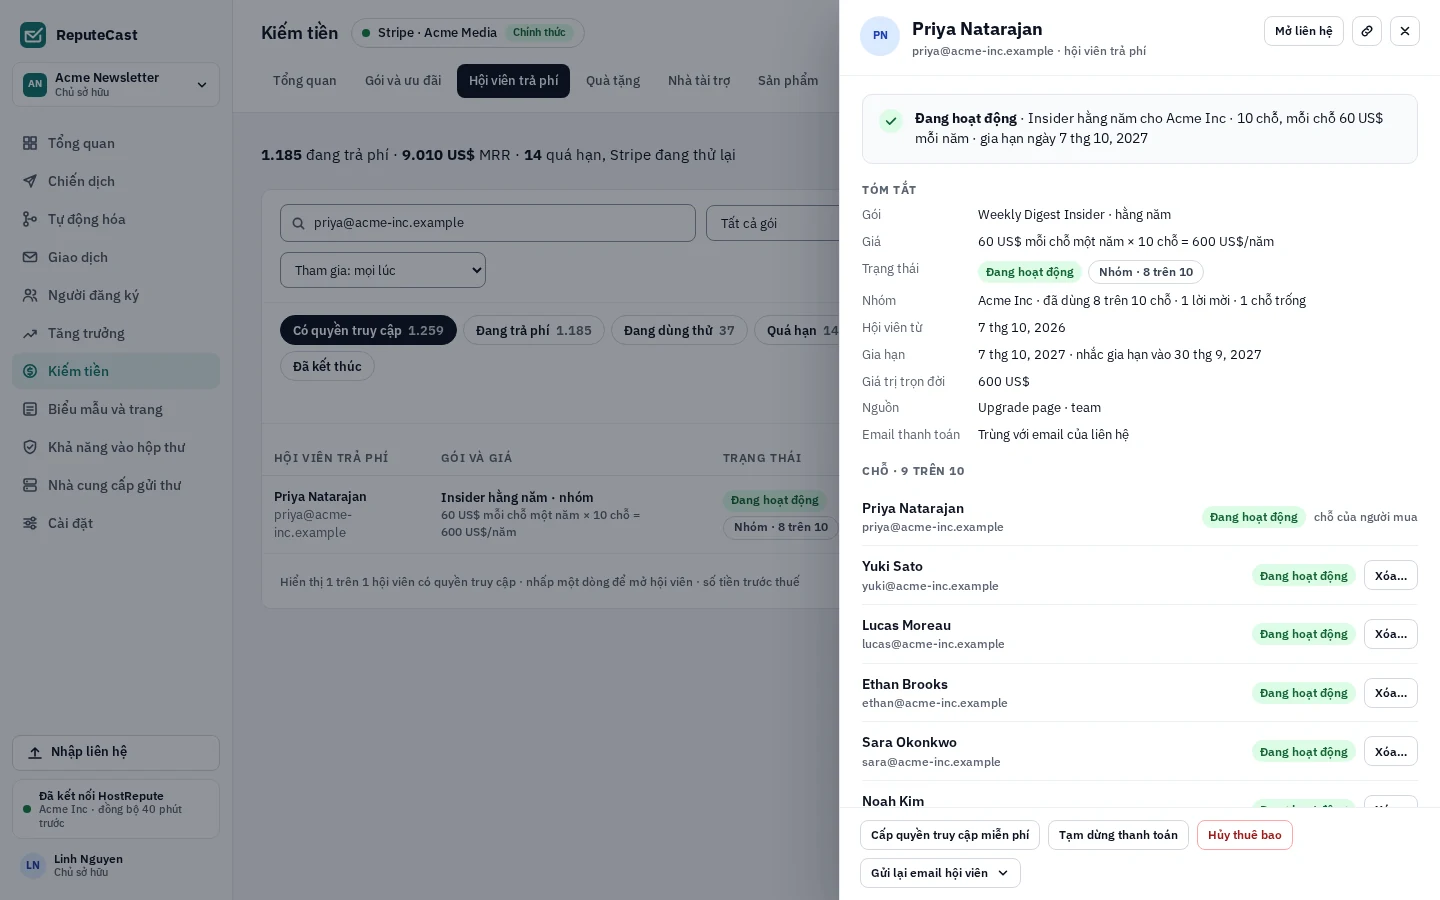 ReputeCast
AN
Acme Newsletter
Chủ sở hữu
Tổng quan
Chiến dịch
Tự động hóa
Giao dịch
Người đăng ký
Tăng trưởng
Kiếm tiền
Biểu mẫu và trang
Khả năng vào hộp thư
Nhà cung cấp gửi thư
Cài đặt
Nhập liên hệ
Đã kết nối HostRepute
Acme Inc · đồng bộ 40 phút
trước
LN
Linh Nguyen
Chủ sở hữu
Kiếm tiền
Stripe · Acme Media
Chính thức
Tổng quan
Gói và ưu đãi
Hội viên trả phí
Quà tặng
Nhà tài trợ
Sản phẩm
1.185 đang trả phí · 9.010 US$ MRR · 14 quá hạn, Stripe đang thử lại
priya@acme-inc.example
Tất cả gói
Tham gia: mọi lúc
Có quyền truy cập 1.259
Đang trả phí 1.185
Đang dùng thử 37
Quá hạn 14
Đã kết thúc
HỘI VIÊN TRẢ PHÍ
GÓI VÀ GIÁ
TRẠNG THÁI
Priya Natarajan
priya@acme-
inc.example
Insider hằng năm · nhóm
60 US$ mỗi chỗ một năm × 10 chỗ =
600 US$/năm
Đang hoạt động
Nhóm · 8 trên 10
Hiển thị 1 trên 1 hội viên có quyền truy cập · nhấp một dòng để mở hội viên · số tiền trước thuế
PN
Priya Natarajan
priya@acme-inc.example · hội viên trả phí
Mở liên hệ
Đang hoạt động · Insider hằng năm cho Acme Inc · 10 chỗ, mỗi chỗ 60 US$
mỗi năm · gia hạn ngày 7 thg 10, 2027
TÓM TẮT
Gói
Weekly Digest Insider · hằng năm
Giá
60 US$ mỗi chỗ một năm × 10 chỗ = 600 US$/năm
Trạng thái
Đang hoạt động
Nhóm · 8 trên 10
Nhóm
Acme Inc · đã dùng 8 trên 10 chỗ · 1 lời mời · 1 chỗ trống
Hội viên từ
7 thg 10, 2026
Gia hạn
7 thg 10, 2027 · nhắc gia hạn vào 30 thg 9, 2027
Giá trị trọn đời
600 US$
Nguồn
Upgrade page · team
Email thanh toán
Trùng với email của liên hệ
CHỖ · 9 TRÊN 10
Priya Natarajan
priya@acme-inc.example
Đang hoạt động
chỗ của người mua
Yuki Sato
yuki@acme-inc.example
Đang hoạt động
Xóa...
Lucas Moreau
lucas@acme-inc.example
Đang hoạt động
Xóa...
Ethan Brooks
ethan@acme-inc.example
Đang hoạt động
Xóa...
Sara Okonkwo
sara@acme-inc.example
Đang hoạt động
Xóa...
Noah Kim
Cấp quyền truy cập miễn phí
Tạm dừng thanh toán
Hủy thuê bao
Gửi lại email hội viên